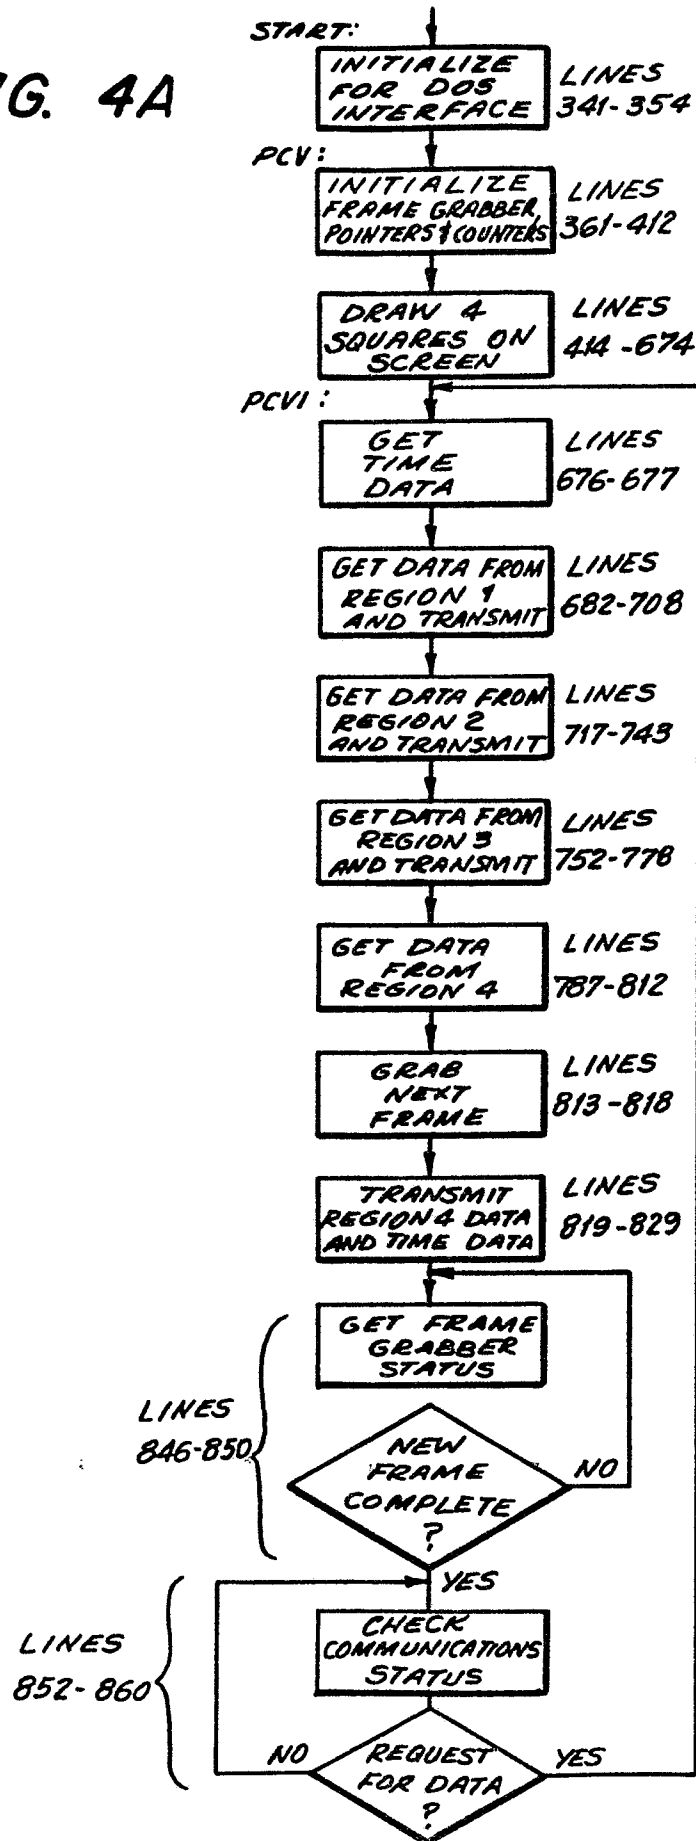 START:
G. 4A
INITIALIZE
FOR DOS
INTERFACE
LINES
341-354
PCV:
INITIALIZE
FRAME GRABBER,
POINTERS & COUNTERS
LINES
361-412
DRAW 4
SQUARES ON
SCREEN
LINES
414-674
PCV1:
GET
TIME
DATA
LINES
676-677
GET DATA FROM
REGION 1
AND TRANSMIT
LINES
682-708
GET DATA FROM
REGION 2
AND TRANSMIT
LINES
717-743
GET DATA FROM
REGION 3
AND TRANSMIT
LINES
752-778
GET DATA
FROM
REGION 4
LINES
787-812
GRAB
NEXT
FRAME
LINES
813-818
TRANSMIT
REGION 4 DATA
AND TIME DATA
LINES
819-829
GET FRAME
GRABBER
STATUS
LINES
846-850
NEW
FRAME
COMPLETE
?
NO
YES
CHECK
COMMUNICATIONS
STATUS
LINES
852-860
NO
REQUEST
FOR DATA
?
YES